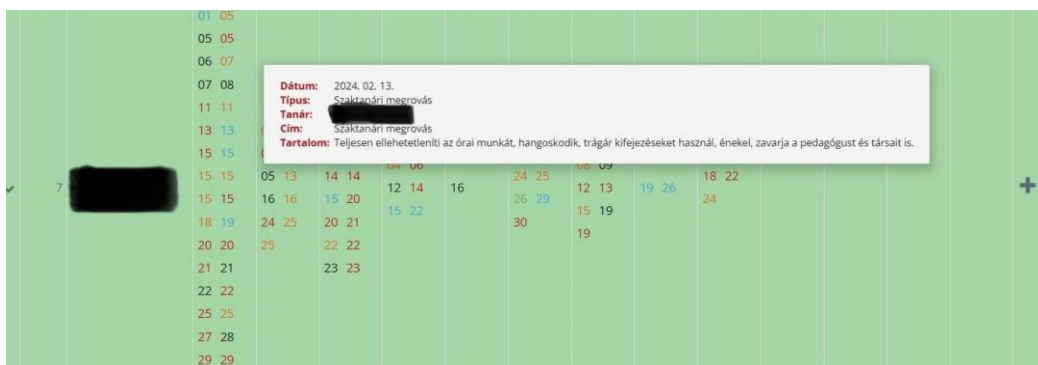 01 05
05 05
06 07
07 08
Dátum: 2024. 02. 13.
11 11
Típus: Szaktanári megrovás
Tanár:
13 13
Cím: Szaktanári megrovás
Tartalom: Teljesen ellehetetleníti az órai munkát, hangoskodik, trágár kifejezéseket használ, énekel, zavarja a pedagógust és társait is.
15 15
04 06 08 09
7 15 15 05 13 14 14 24 25 18 22
12 14 16 12 13 19 26
15 15 16 16 15 20 26 29 24
15 22 15 19
18 19 24 25 20 21 30
19
20 20 25 22 22
21 21 23 23
22 22
25 25
27 28
29 29